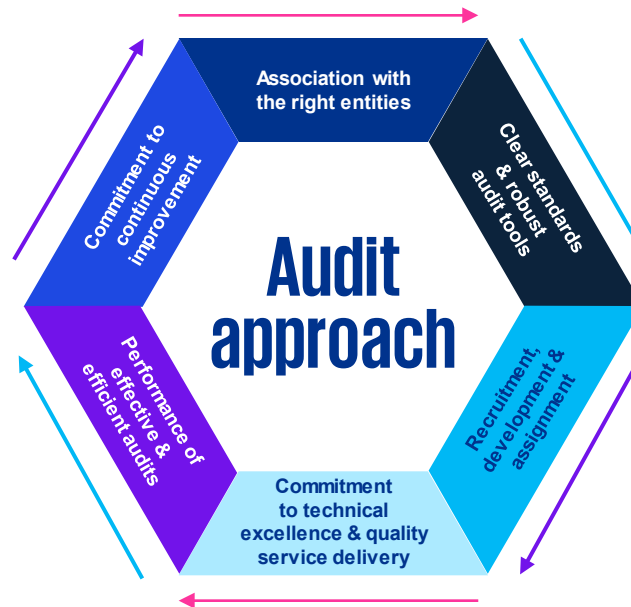 Association with
the right entities
Clear standards
& robust
audit tools
Recruitment,
development &
assignment
Commitment
to technical
excellence & quality
service delivery
Performance of
effective &
efficient audits
Commitment to
continuous
improvement
Audit
approach